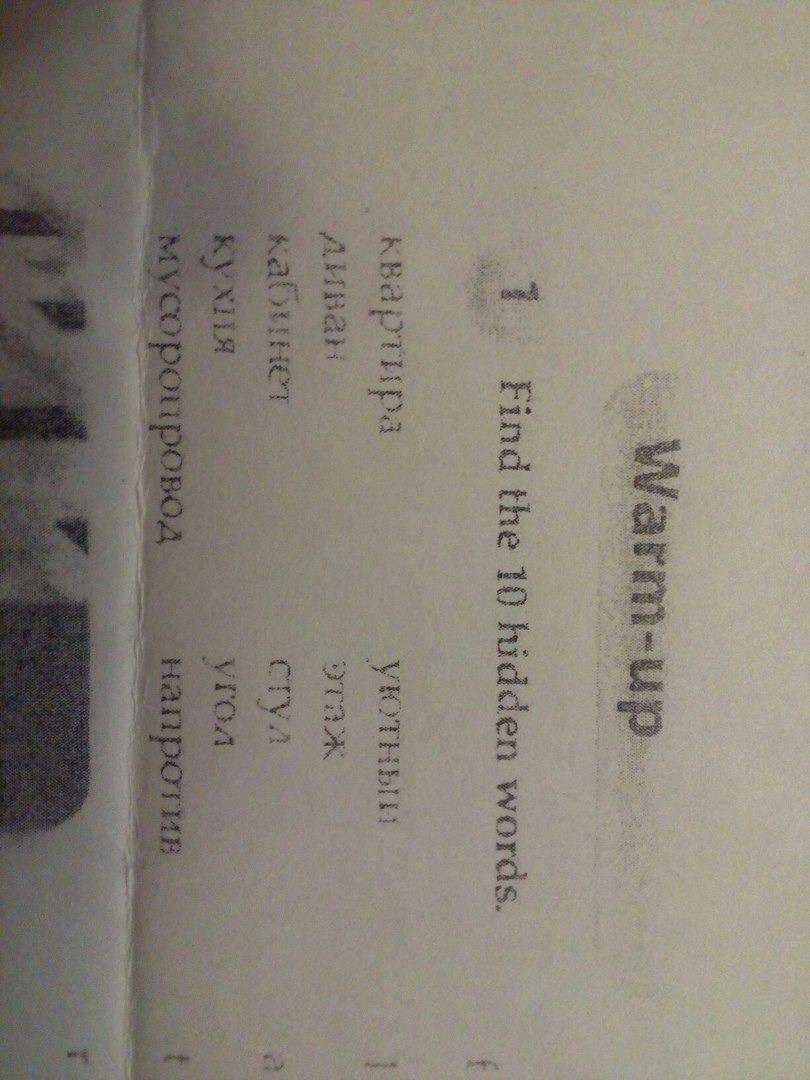 Warm-up
1 Find the 10 hidden words.
квартира уютный
диван этаж
кабинет стул
кухня угол
мусоропровод напротив
f
l
a
t
r